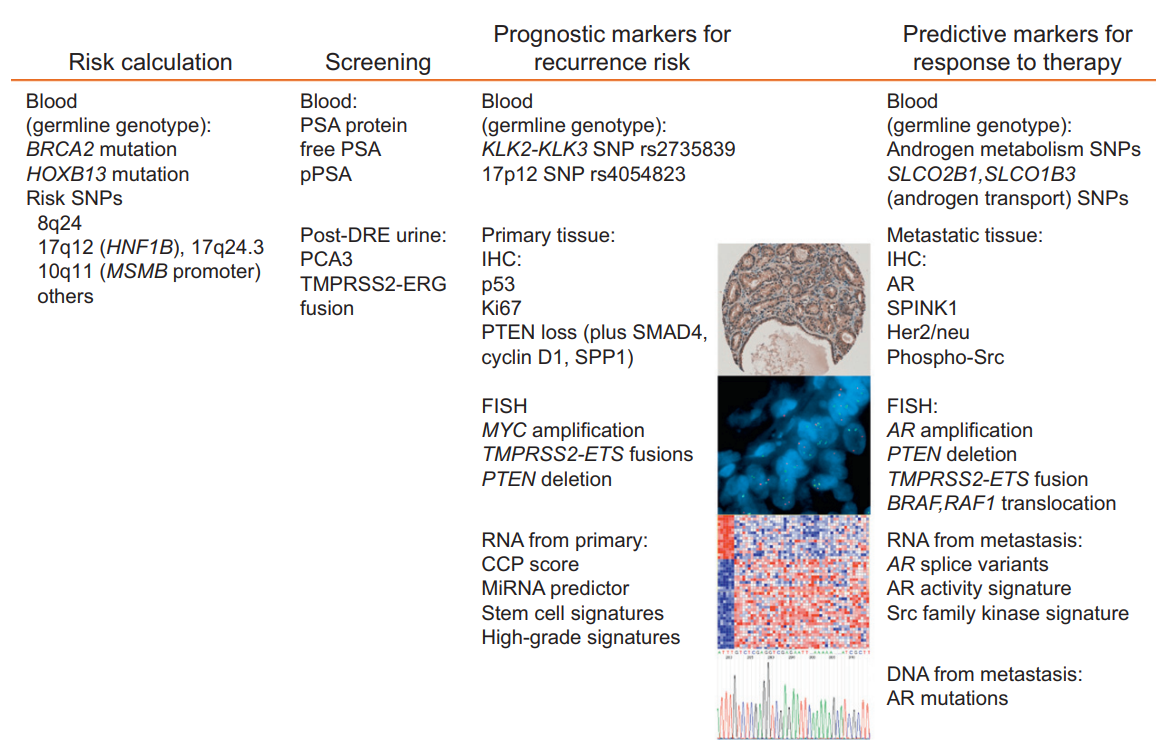 Risk calculation
Screening
Prognostic markers for
recurrence risk
Predictive markers for
response to therapy
Blood
(germline genotype):
BRCA2 mutation
HOXB13 mutation
Risk SNPs
8q24
17q12 (HNF1B), 17q24.3
10q11 (MSMB promoter)
others
Blood:
PSA protein
free PSA
pPSA
Post-DRE urine:
PCA3
TMPRSS2-ERG
fusion
Blood
(germline genotype):
KLK2-KLK3 SNP rs2735839
17p12 SNP rs4054823
Primary tissue:
IHC:
p53
Ki67
PTEN loss (plus SMAD4,
cyclin D1, SPP1)
FISH
MYC amplification
TMPRSS2-ETS fusions
PTEN deletion
RNA from primary:
CCP score
MiRNA predictor
Stem cell signatures
High-grade signatures
Blood
(germline genotype):
Androgen metabolism SNPs
SLCO2B1,SLCO1B3
(androgen transport) SNPs
Metastatic tissue:
IHC:
AR
SPINK1
Her2/neu
Phospho-Src
FISH:
AR amplification
PTEN deletion
TMPRSS2-ETS fusion
BRAF,RAF1 translocation
RNA from metastasis:
AR splice variants
AR activity signature
Src family kinase signature
DNA from metastasis:
AR mutations